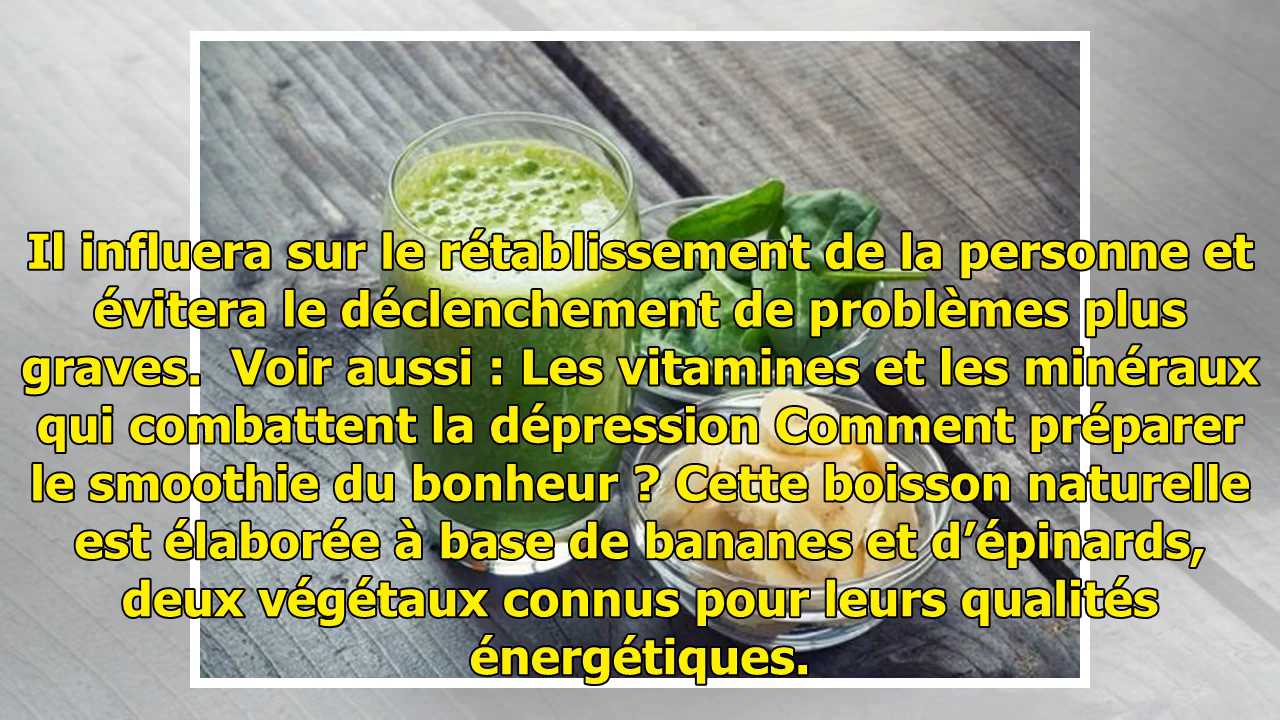 Il influera sur le rétablissement de la personne et
évitera le déclenchement de problèmes plus
graves.  Voir aussi : Les vitamines et les minéraux
qui combattent la dépression Comment préparer
le smoothie du bonheur ? Cette boisson naturelle
est élaborée à base de bananes et d’épinards,
deux végétaux connus pour leurs qualités
énergétiques.